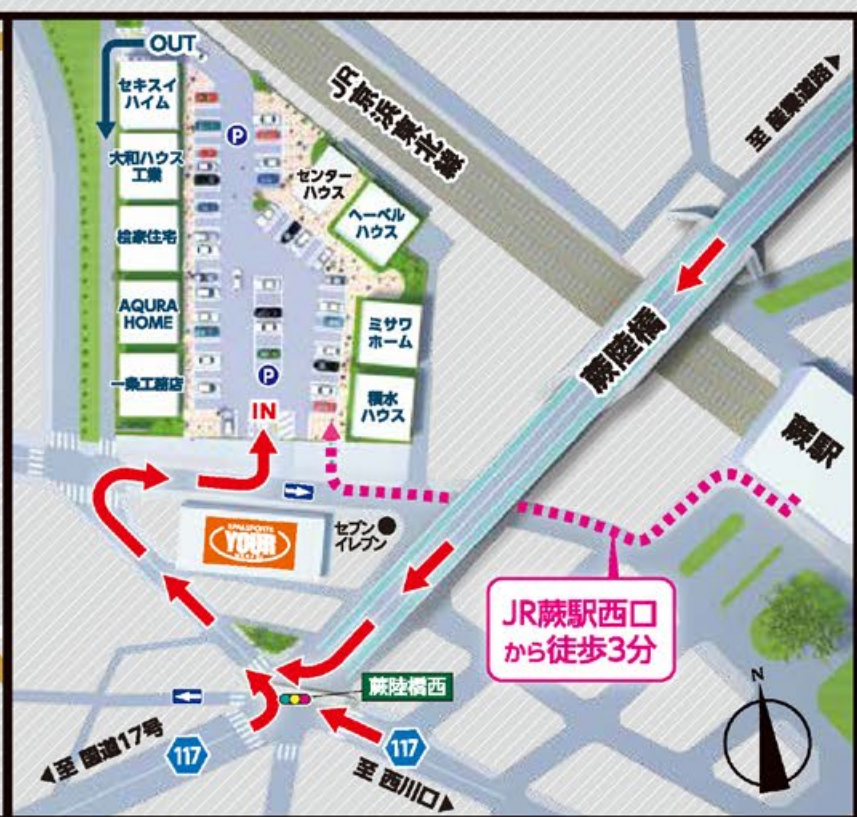 OUT
セキスイ
ハイム
大和ハウス
工業
桧家住宅
AQURA
HOME
一条工務店
P
センター
ハウス
ヘーベル
ハウス
ミサワ
ホーム
積水
ハウス
P
IN
JR京浜東北線
至 産業道路
蕨陸橋
蕨駅
SPA&SPORTS
YOUR
セブン
イレブン
JR蕨駅西口
から徒歩3分
蕨陸橋西
至 国道17号
117
117
至 西川口
N